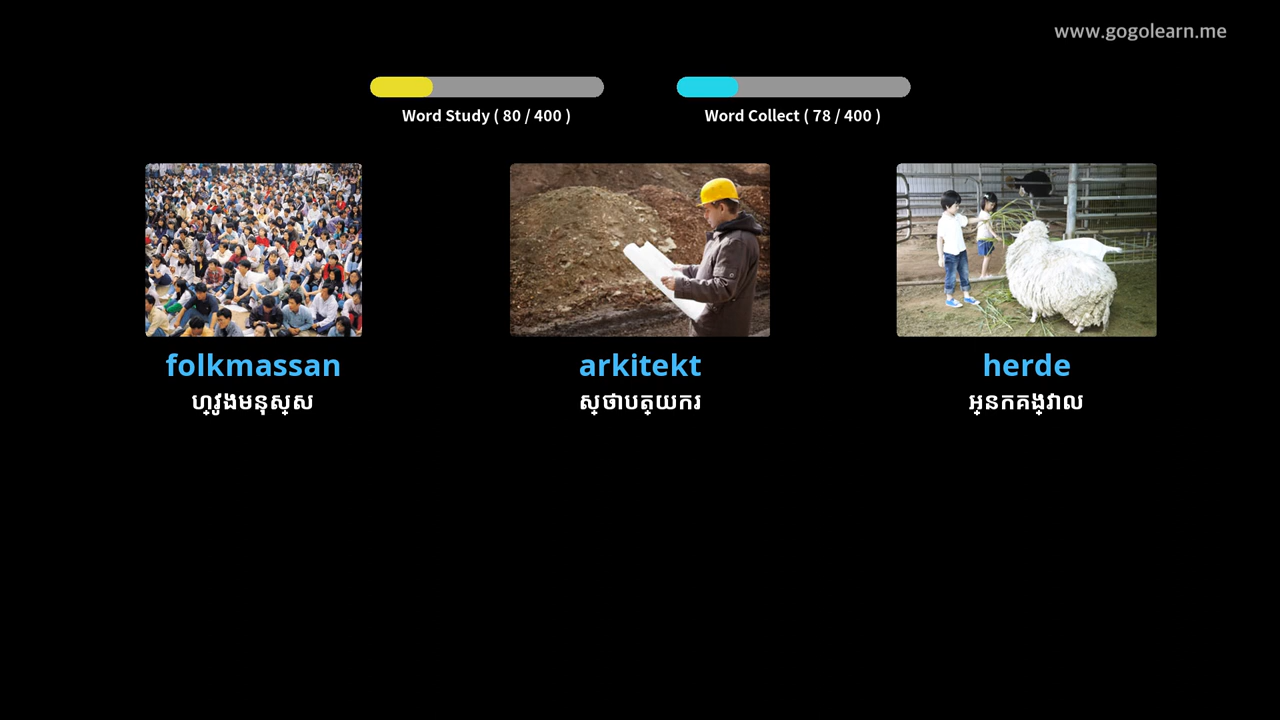 www.gogolearn.me
Word Study ( 80 / 400 )
Word Collect ( 78 / 400 )
folkmassan
ហ្វូងមនុស្ស
arkitekt
ស្ថាបត្យករ
herde
អ្នកគង្វាល